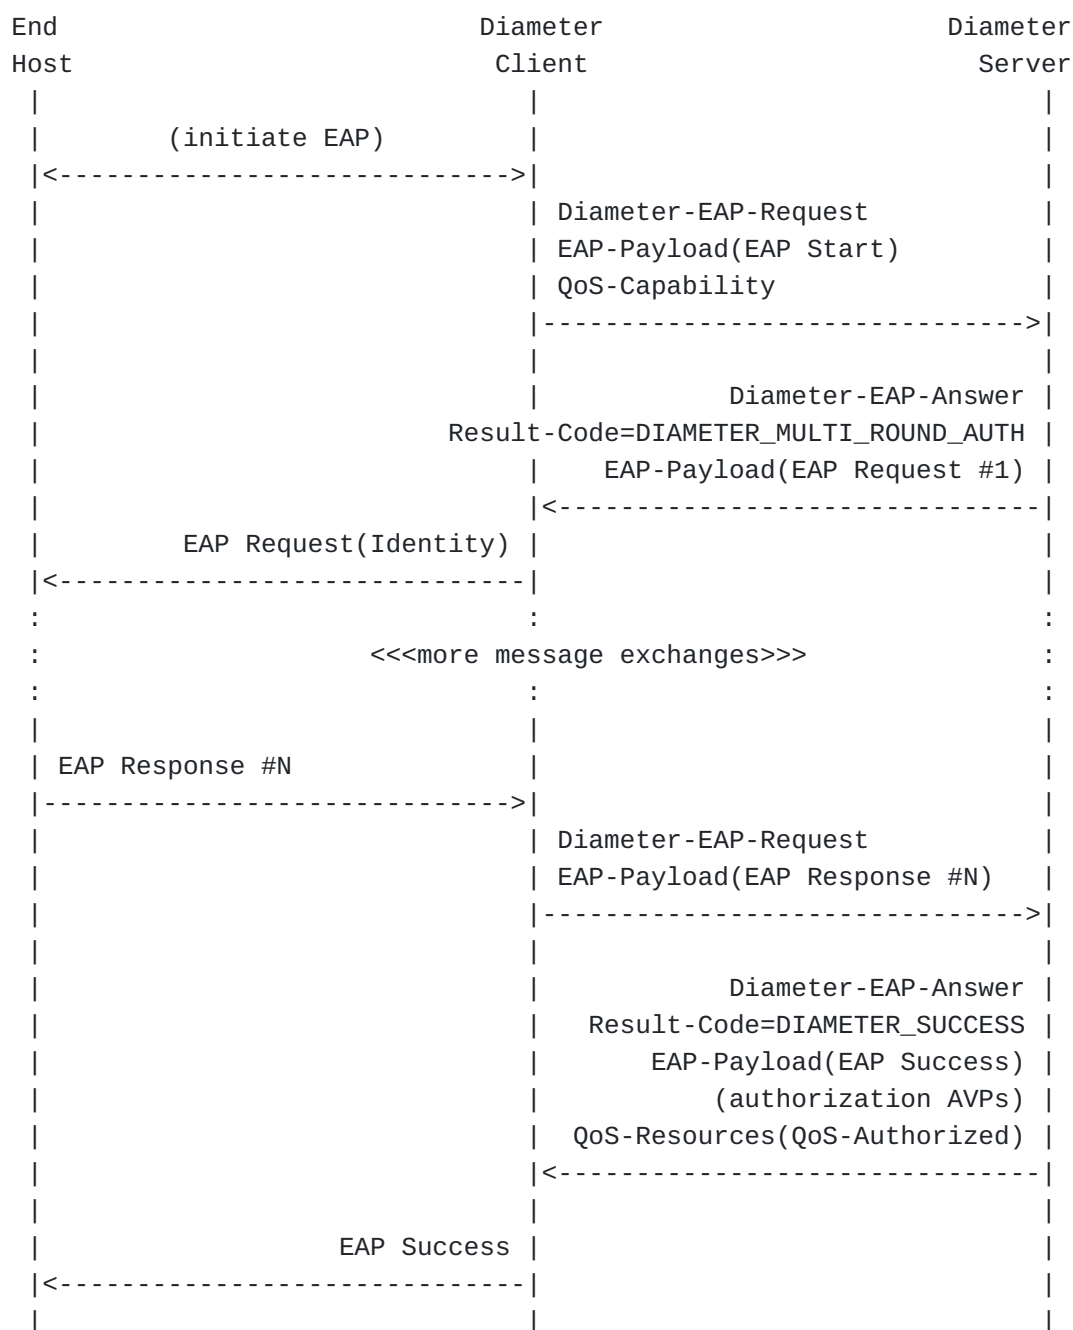 End Diameter Diameter
Host Client Server
(initiate EAP)
Diameter-EAP-Request
EAP-Payload(EAP Start)
QoS-Capability
Diameter-EAP-Answer
Result-Code=DIAMETER_MULTI_ROUND_AUTH
EAP-Payload(EAP Request #1)
EAP Request(Identity)
<<<more message exchanges>>>
EAP Response #N
Diameter-EAP-Request
EAP-Payload(EAP Response #N)
Diameter-EAP-Answer
Result-Code=DIAMETER_SUCCESS
EAP-Payload(EAP Success)
(authorization AVPs)
QoS-Resources(QoS-Authorized)
EAP Success